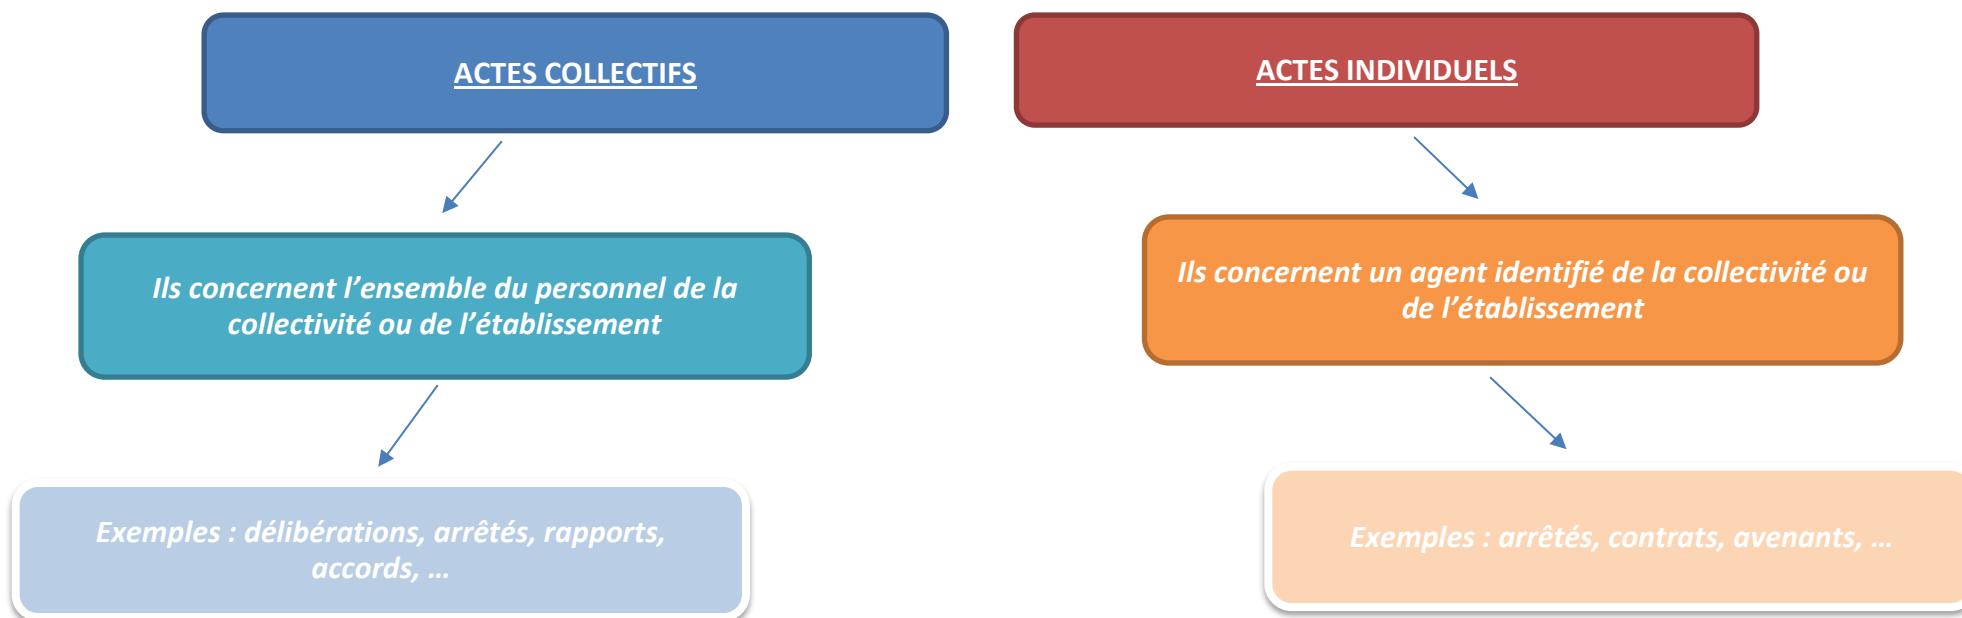 ACTES COLLECTIFS
Ils concernent l’ensemble du personnel de la
collectivité ou de l’établissement
Exemples : délibérations, arrêtés, rapports,
accords, …
ACTES INDIVIDUELS
Ils concernent un agent identifié de la collectivité ou
de l’établissement
Exemples : arrêtés, contrats, avenants, …